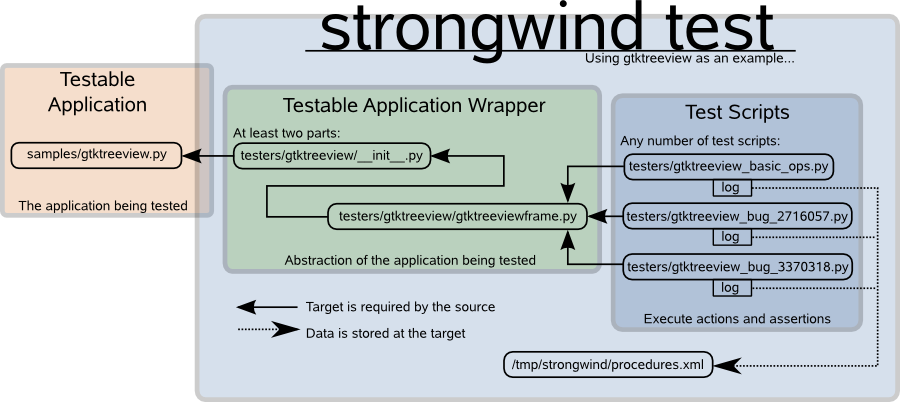 strongwind test
Using gtktreeview as an example...
Testable
Application
samples/gtktreeview.py
The application being tested
Testable Application Wrapper
At least two parts:
testers/gtktreeview/__init__.py
testers/gtktreeview/gtktreeviewframe.py
Abstraction of the application being tested
Test Scripts
Any number of test scripts:
testers/gtktreeview_basic_ops.py
log
testers/gtktreeview_bug_2716057.py
log
testers/gtktreeview_bug_3370318.py
log
Execute actions and assertions
Target is required by the source
Data is stored at the target
/tmp/strongwind/procedures.xml